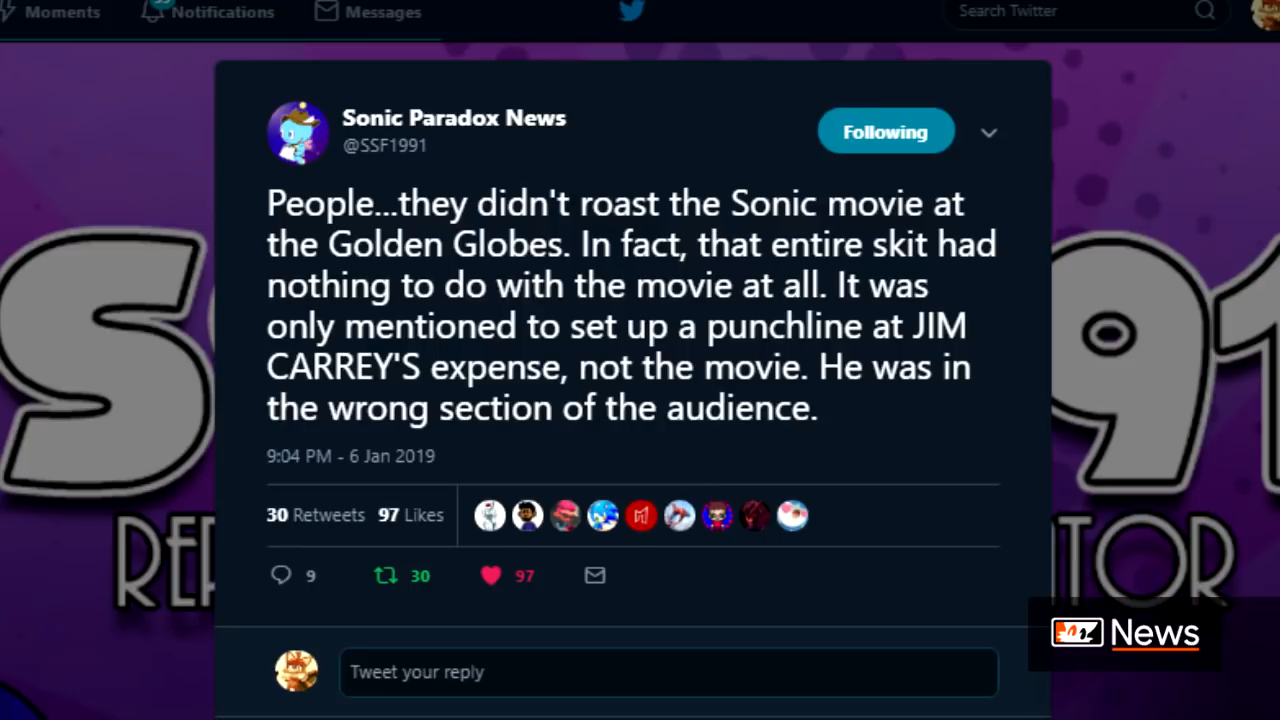 Moments Notifications Messages Search Twitter
Sonic Paradox News
Following
@SSF1991
People...they didn't roast the Sonic movie at
the Golden Globes. In fact, that entire skit had
nothing to do with the movie at all. It was
only mentioned to set up a punchline at JIM
CARREY'S expense, not the movie. He was in
the wrong section of the audience.
9:04 PM - 6 Jan 2019
30 Retweets 97 Likes
9 30 97
News
Tweet your reply